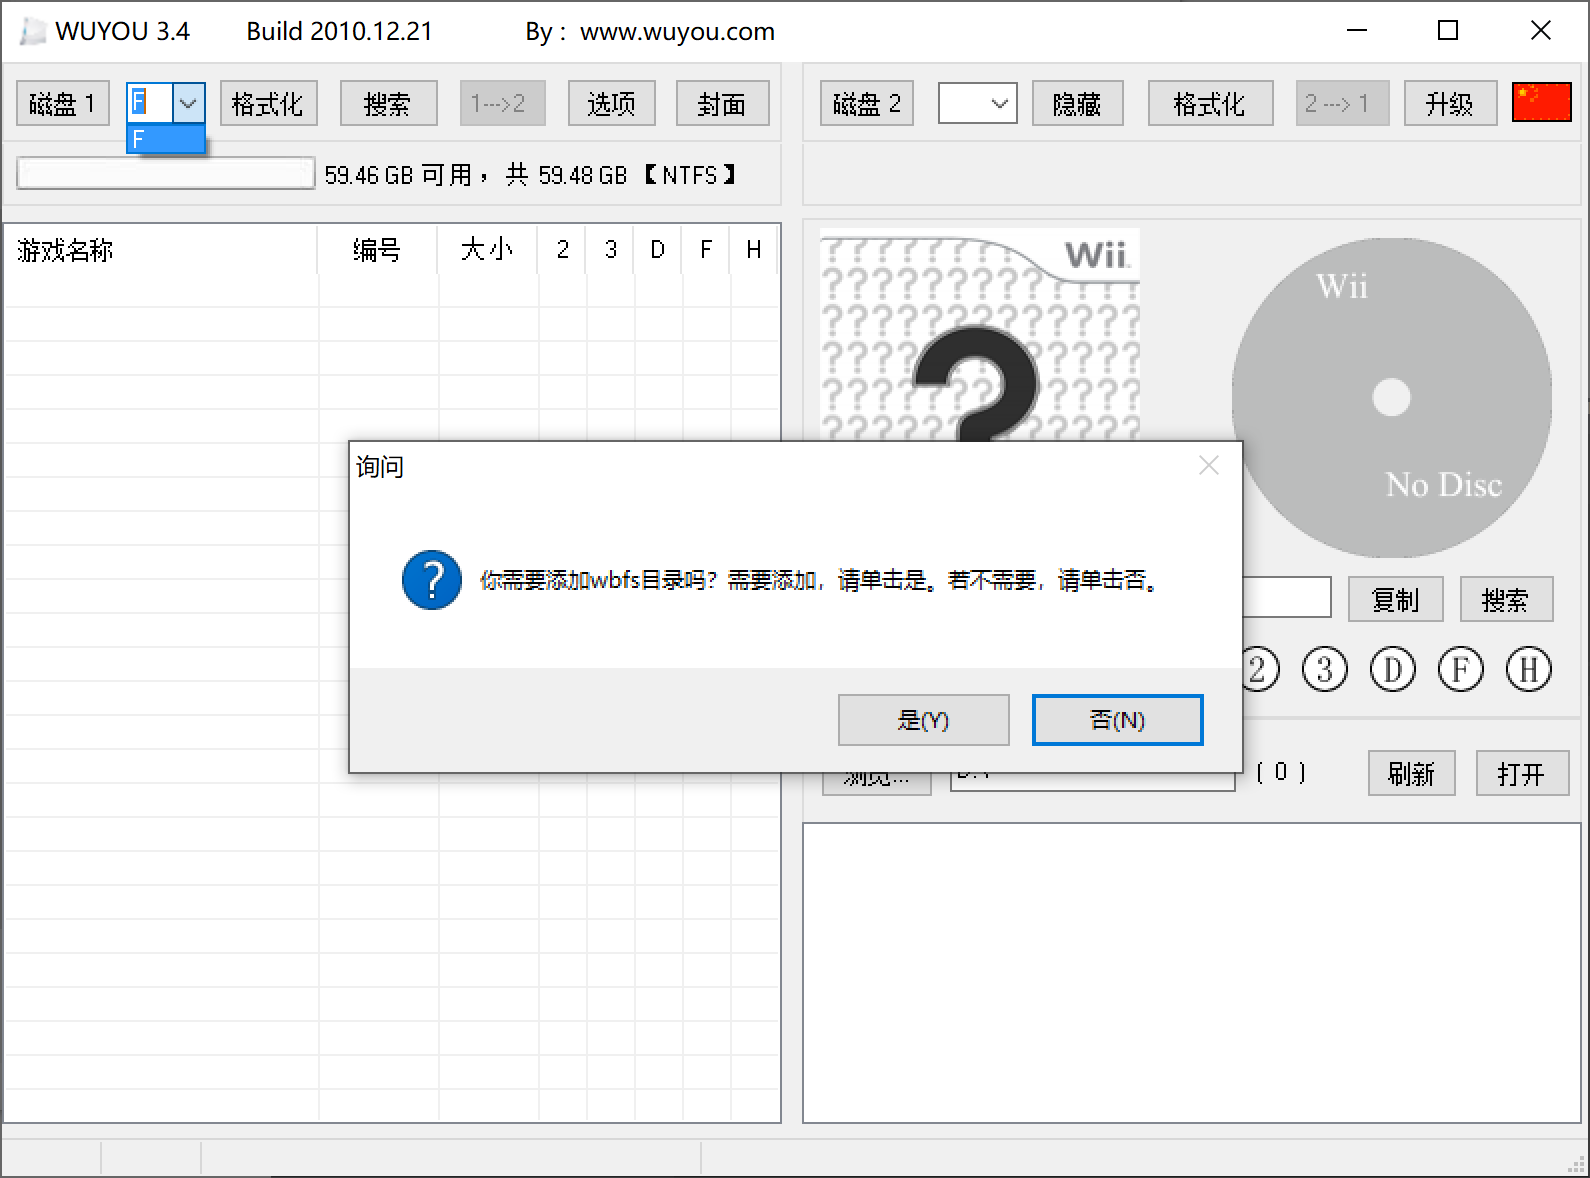 WUYOU 3.4 Build 2010.12.21 By : www.wuyou.com
磁盘 1 F 格式化 搜索 1--->2 选项 封面 磁盘 2 隐藏 格式化 2 ---> 1 升级
F
59.46 GB 可用，共 59.48 GB 【NTFS】
游戏名称 编号 大小 2 3 D F H
Wii
?
Wii
No Disc
询问
你需要添加wbfs目录吗？需要添加，请单击是。若不需要，请单击否。
是(Y) 否(N)
复制 搜索
2 3 D F H
浏览... ( 0 ) 刷新 打开